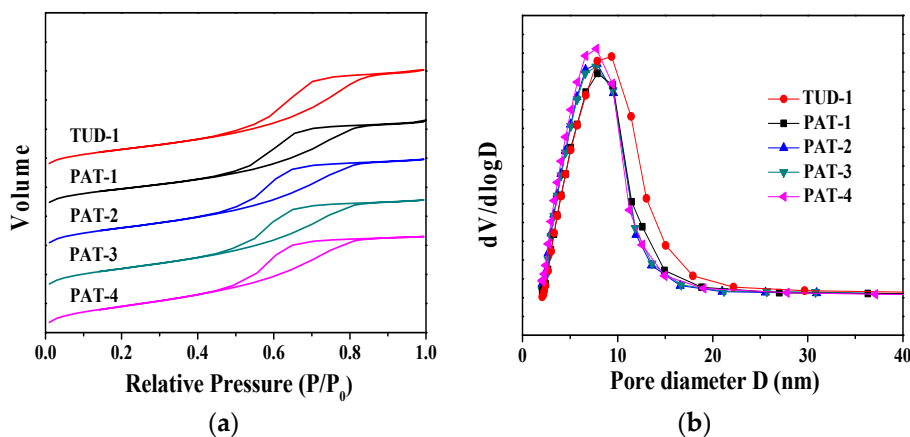 Volume
TUD-1
PAT-1
PAT-2
PAT-3
PAT-4
0.0 0.2 0.4 0.6 0.8 1.0
Relative Pressure (P/P0)
(a)
dV/dlogD
TUD-1
PAT-1
PAT-2
PAT-3
PAT-4
0 10 20 30 40
Pore diameter D (nm)
(b)